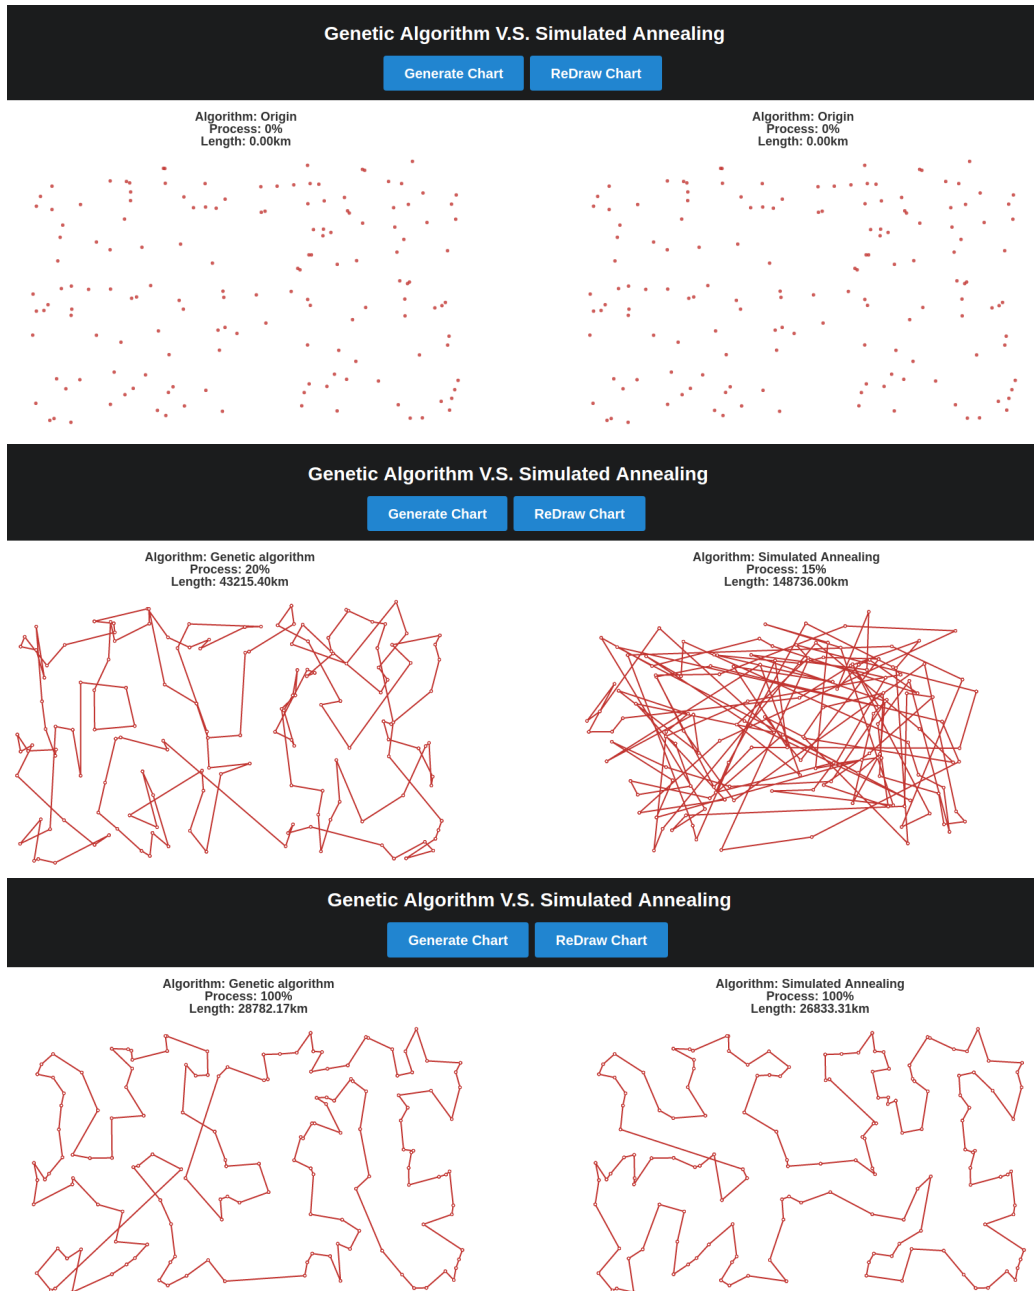 Genetic Algorithm V.S. Simulated Annealing
Generate Chart ReDraw Chart
Algorithm: Origin
Process: 0%
Length: 0.00km
Algorithm: Origin
Process: 0%
Length: 0.00km
Genetic Algorithm V.S. Simulated Annealing
Generate Chart ReDraw Chart
Algorithm: Genetic algorithm
Process: 20%
Length: 43215.40km
Algorithm: Simulated Annealing
Process: 15%
Length: 148736.00km
Genetic Algorithm V.S. Simulated Annealing
Generate Chart ReDraw Chart
Algorithm: Genetic algorithm
Process: 100%
Length: 28782.17km
Algorithm: Simulated Annealing
Process: 100%
Length: 26833.31km